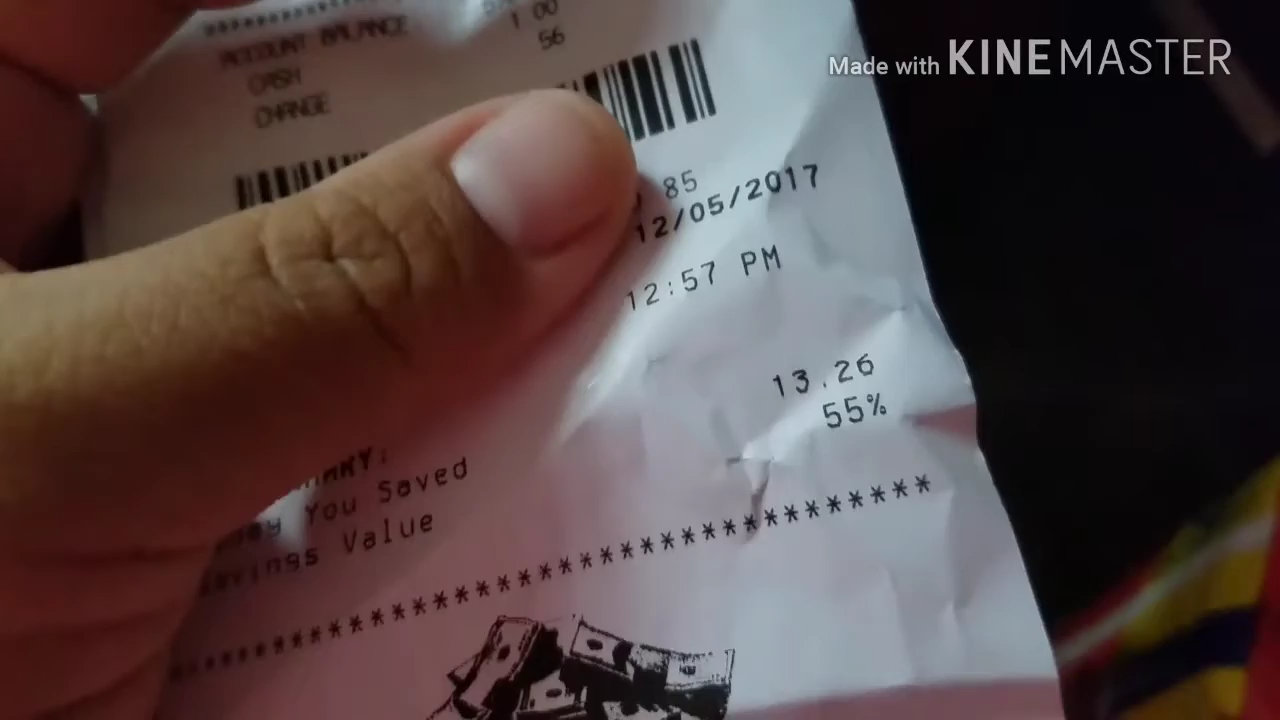 Made with KINEMASTER
ACCOUNT BALANCE
CASH 1 00
CHANGE 56
85
12/05/2017
12:57 PM
13.26
55%
You Saved
Value
*********************************